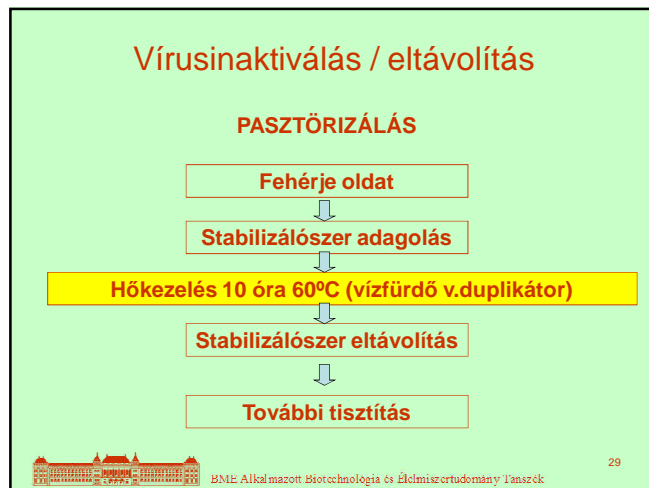 Vírusinaktiválás / eltávolítás
PASZTÖRIZÁLÁS
Fehérje oldat
Stabilizálószer adagolás
Hőkezelés 10 óra 60ºC (vízfürdő v.duplikátor)
Stabilizálószer eltávolítás
További tisztítás
29
BME Alkalmazott Biotechnológia és Élelmiszertudomány Tanszék